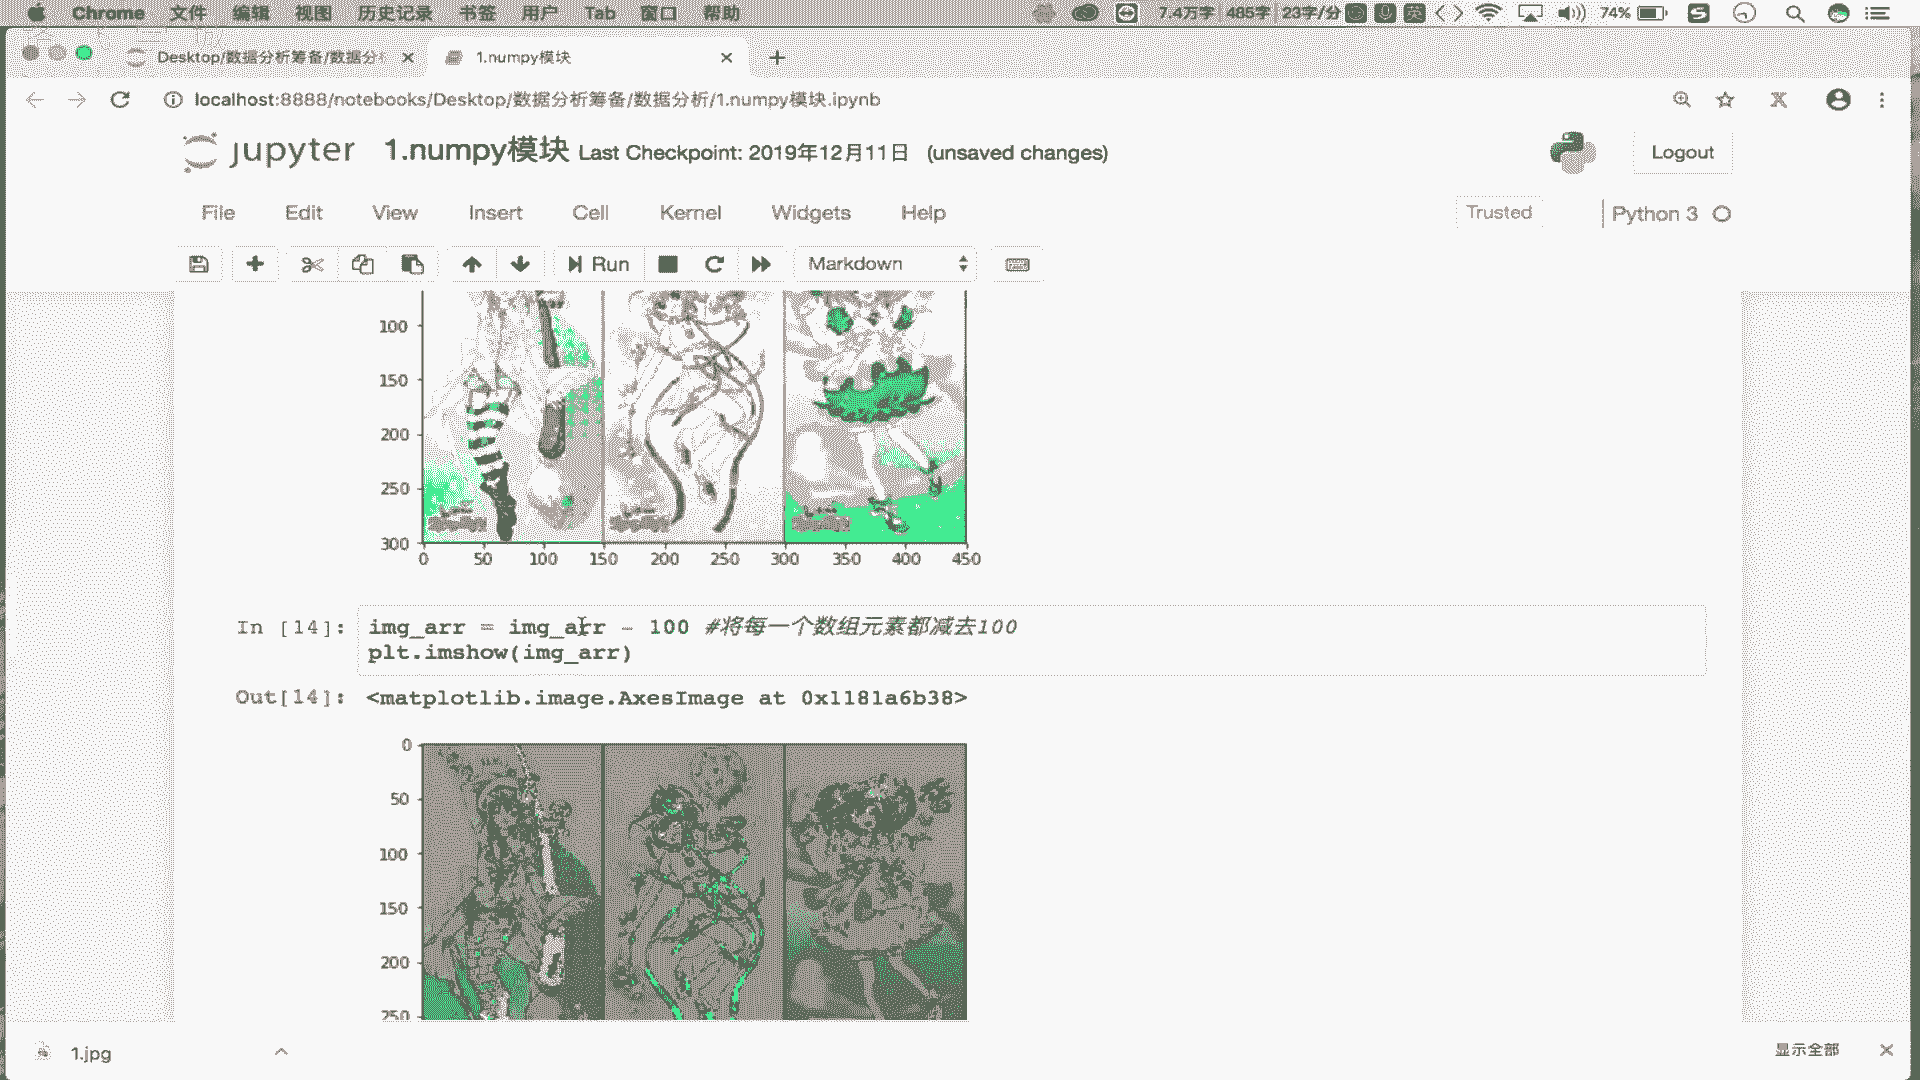 Chrome 文件 编辑 视图 历史记录 书签 用户 Tab 窗口 帮助 7.4万字 485字 23字/分 英 74%
Desktop/数据分析筹备/数据分析 1.numpy模块
localhost:8888/notebooks/Desktop/数据分析筹备/数据分析/1.numpy模块.ipynb
jupyter 1.numpy模块 Last Checkpoint: 2019年12月11日 (unsaved changes) Logout
File Edit View Insert Cell Kernel Widgets Help Trusted Python 3
Run Markdown
100
150
200
250
300
0 50 100 150 200 250 300 350 400 450
In [14]: img_arr = img_arr - 100 #将每一个数组元素都减去100
plt.imshow(img_arr)
Out[14]: <matplotlib.image.AxesImage at 0x1181a6b38>
0
50
100
150
200
250
1.jpg 显示全部